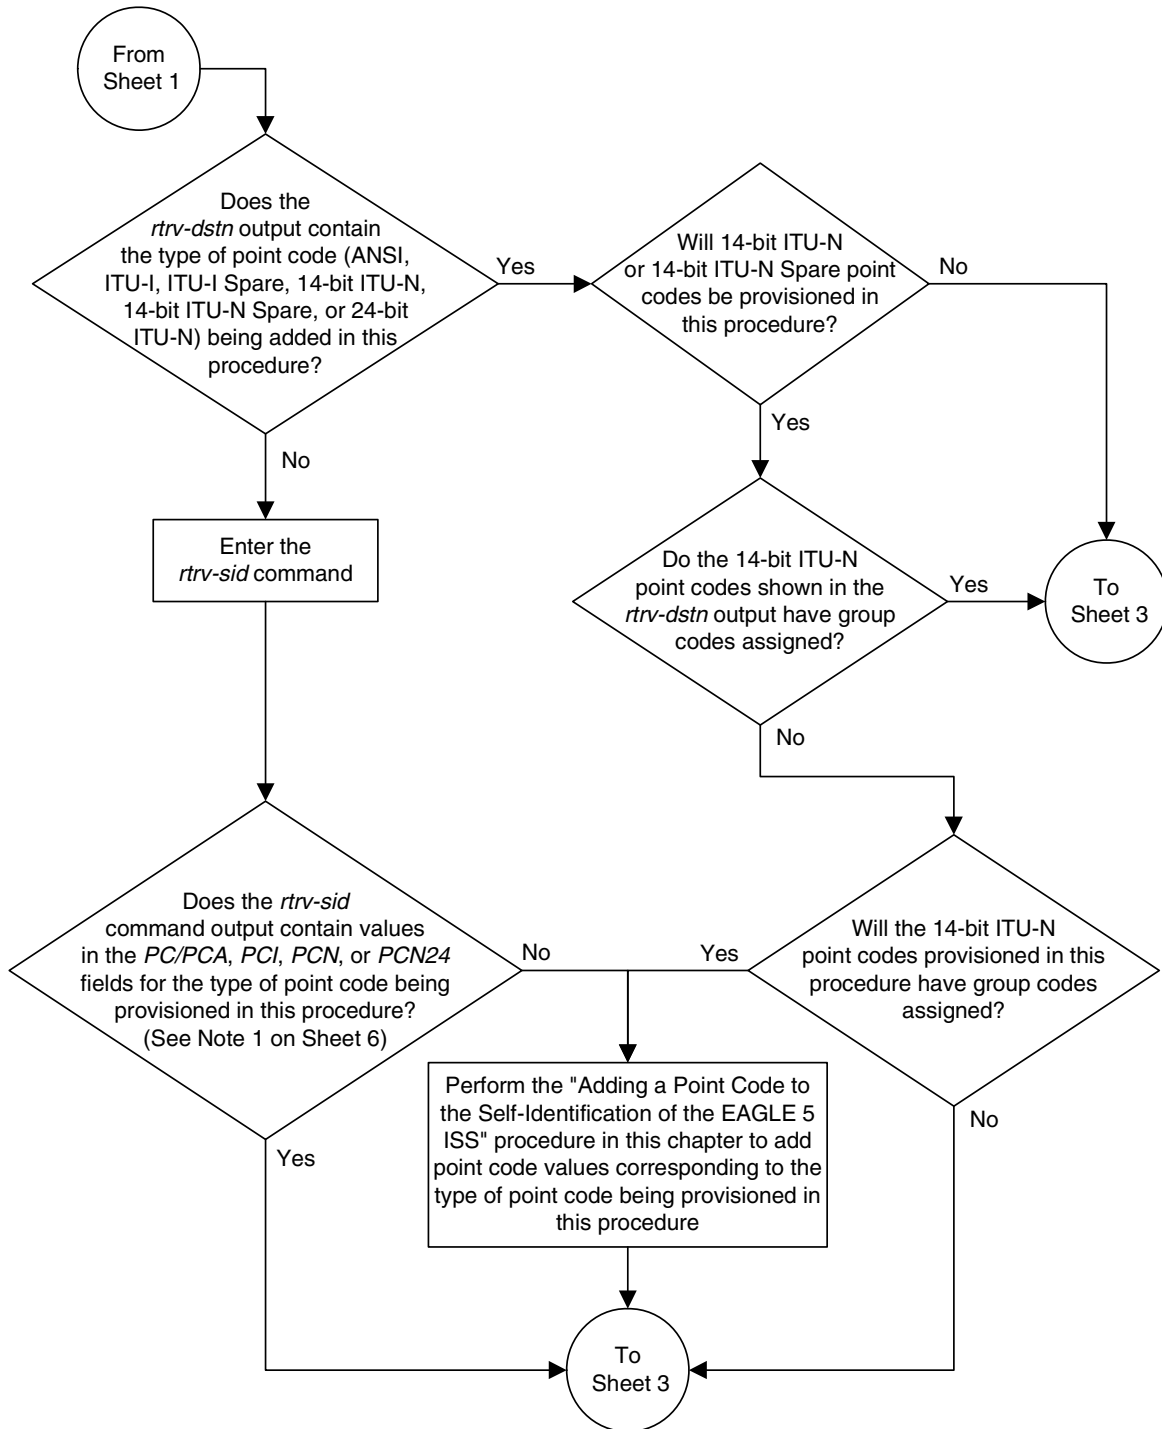 From
Sheet 1
Does the
rtrv-dstn output contain
the type of point code (ANSI,
ITU-I, ITU-I Spare, 14-bit ITU-N,
14-bit ITU-N Spare, or 24-bit
ITU-N) being added in this
procedure?
Yes
Will 14-bit ITU-N
or 14-bit ITU-N Spare point
codes be provisioned in
this procedure?
No
Yes
No
Enter the
rtrv-sid command
Do the 14-bit ITU-N
point codes shown in the
rtrv-dstn output have group
codes assigned?
Yes
To
Sheet 3
No
Does the rtrv-sid
command output contain values
in the PC/PCA, PCI, PCN, or PCN24
fields for the type of point code being
provisioned in this procedure?
(See Note 1 on Sheet 6)
No
Yes
Will the 14-bit ITU-N
point codes provisioned in this
procedure have group codes
assigned?
Perform the "Adding a Point Code to
the Self-Identification of the EAGLE 5
ISS" procedure in this chapter to add
point code values corresponding to the
type of point code being provisioned in
this procedure
No
Yes
To
Sheet 3